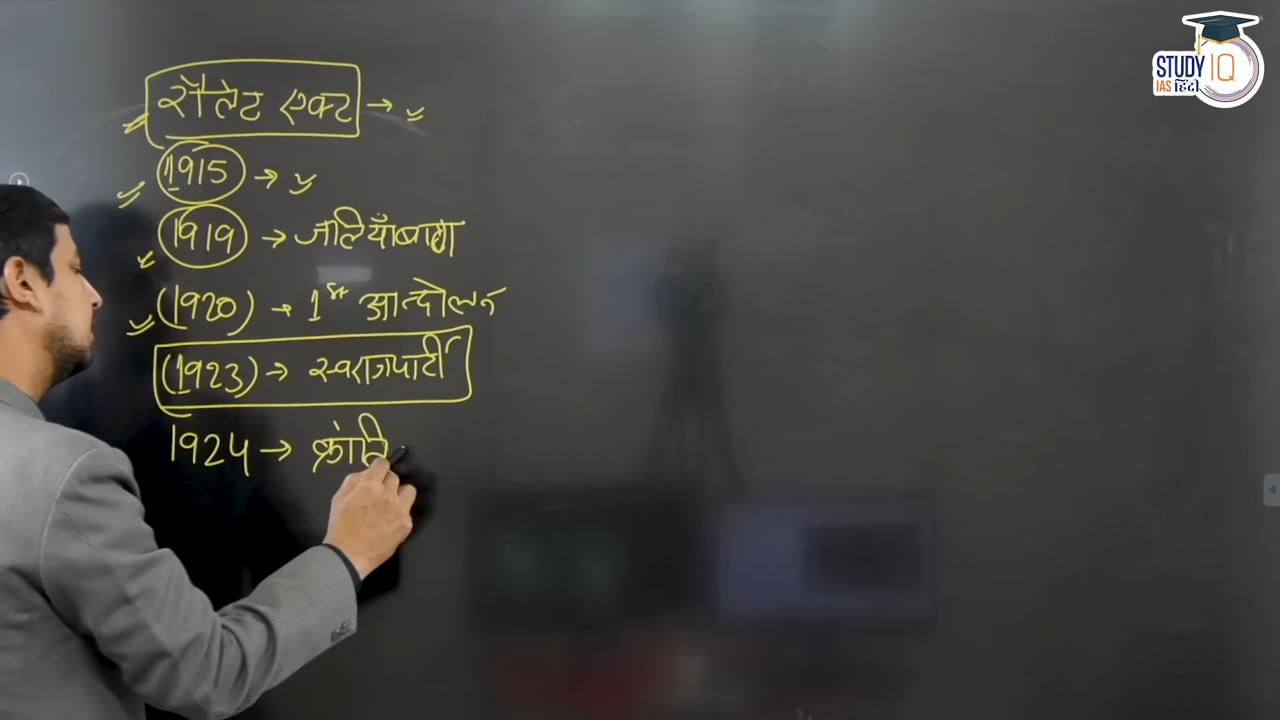 रौलेट एक्ट →
1915 →
1919 → जलियाँबाग
(1920) → 1st आन्दोलन
(1923) → स्वराजपार्टी
1924 → क्रांति
STUDY IQ
IAS हिंदी